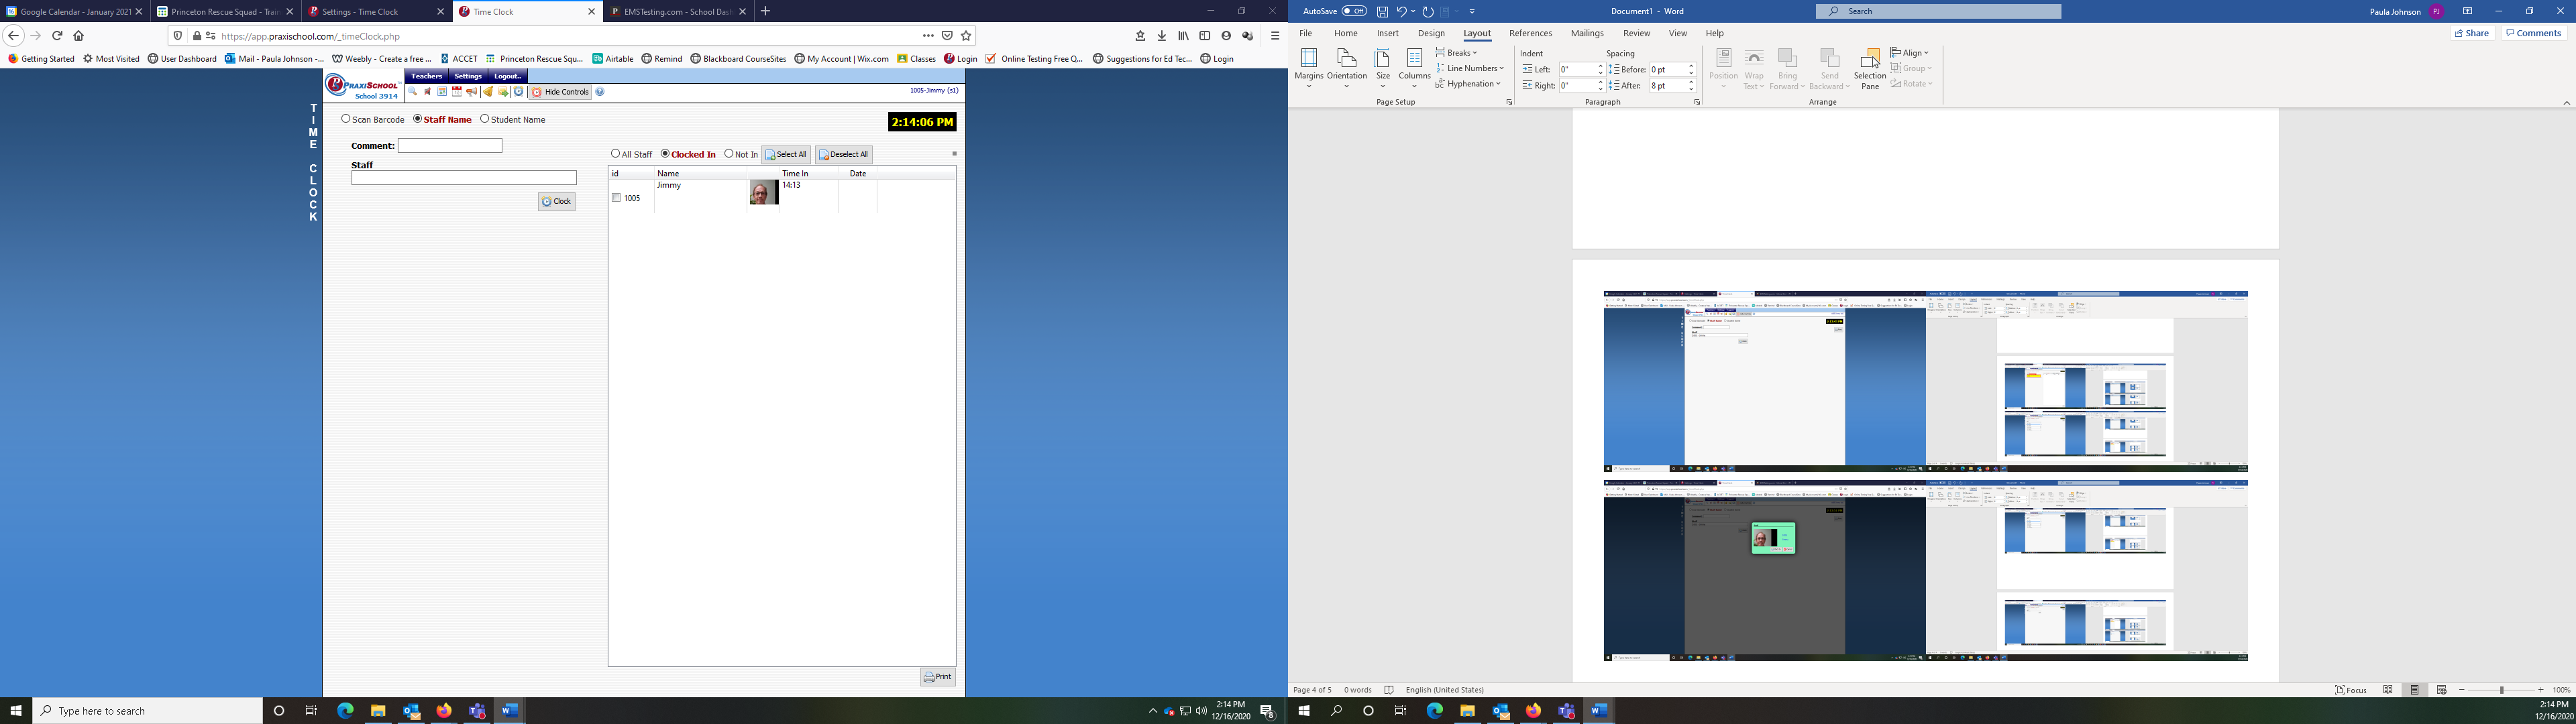 Google Calendar - January 2021
Princeton Rescue Squad - Train
Settings - Time Clock
Time Clock
EMSTesting.com - School Dash
https://app.praxischool.com/_timeClock.php
Getting Started
Most Visited
User Dashboard
Mail - Paula Johnson -...
Weebly - Create a free ...
ACCET
Princeton Rescue Squ...
Airtable
Remind
Blackboard CourseSites
My Account | Wix.com
Classes
Login
Online Testing Free Q...
Suggestions for Ed Tec...
Login
PRAXISCHOOL
School 3914
Teachers
Settings
Logout..
Hide Controls
1005-Jimmy (s1)
TIME CLOCK
Scan Barcode
Staff Name
Student Name
2:14:06 PM
Comment:
Staff
Clock
All Staff
Clocked In
Not In
Select All
Deselect All
id Name Time In Date
1005 Jimmy 14:13
Print
Type here to search
2:14 PM
12/16/2020
8
AutoSave Off
Document1 - Word
Search
Paula Johnson PJ
File Home Insert Design Layout References Mailings Review View Help
Share Comments
Margins
Orientation
Size
Columns
Breaks
Line Numbers
Hyphenation
Page Setup
Indent
Left: 0"
Right: 0"
Spacing
Before: 0 pt
After: 8 pt
Paragraph
Position
Wrap Text
Bring Forward
Send Backward
Selection Pane
Align
Group
Rotate
Arrange
Page 4 of 5
0 words
English (United States)
Focus
100%
2:14 PM
12/16/2020